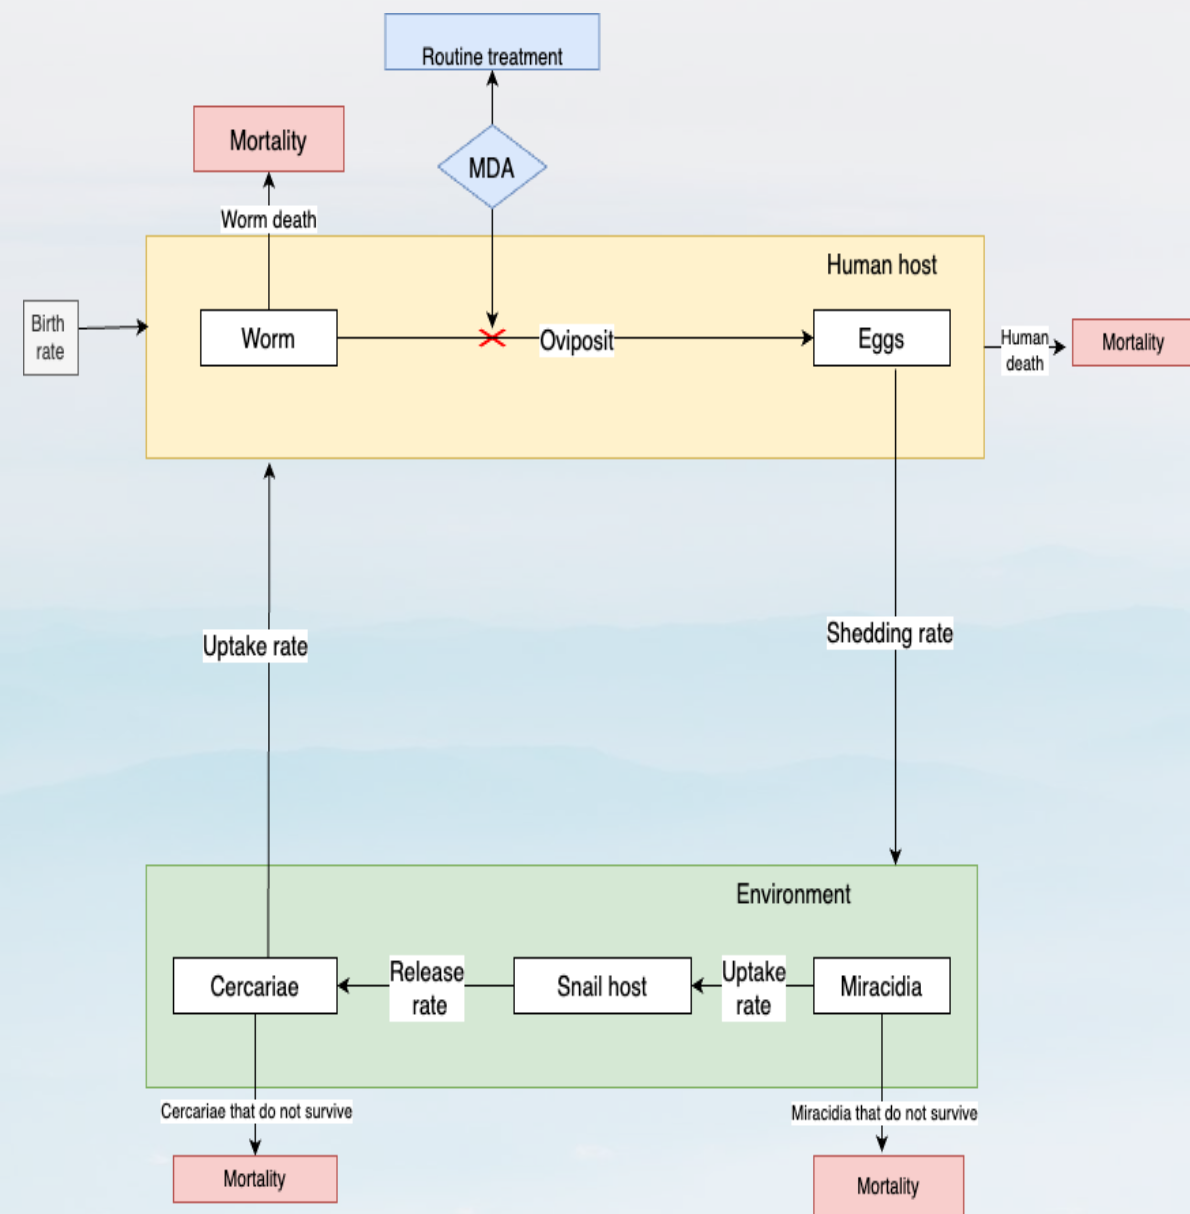 Routine treatment
Mortality
MDA
Worm death
Human host
Birth
rate
Worm
Oviposit
Eggs
Human
death
Mortality
Uptake rate
Shedding rate
Environment
Cercariae
Release
rate
Snail host
Uptake
rate
Miracidia
Cercariae that do not survive
Miracidia that do not survive
Mortality
Mortality